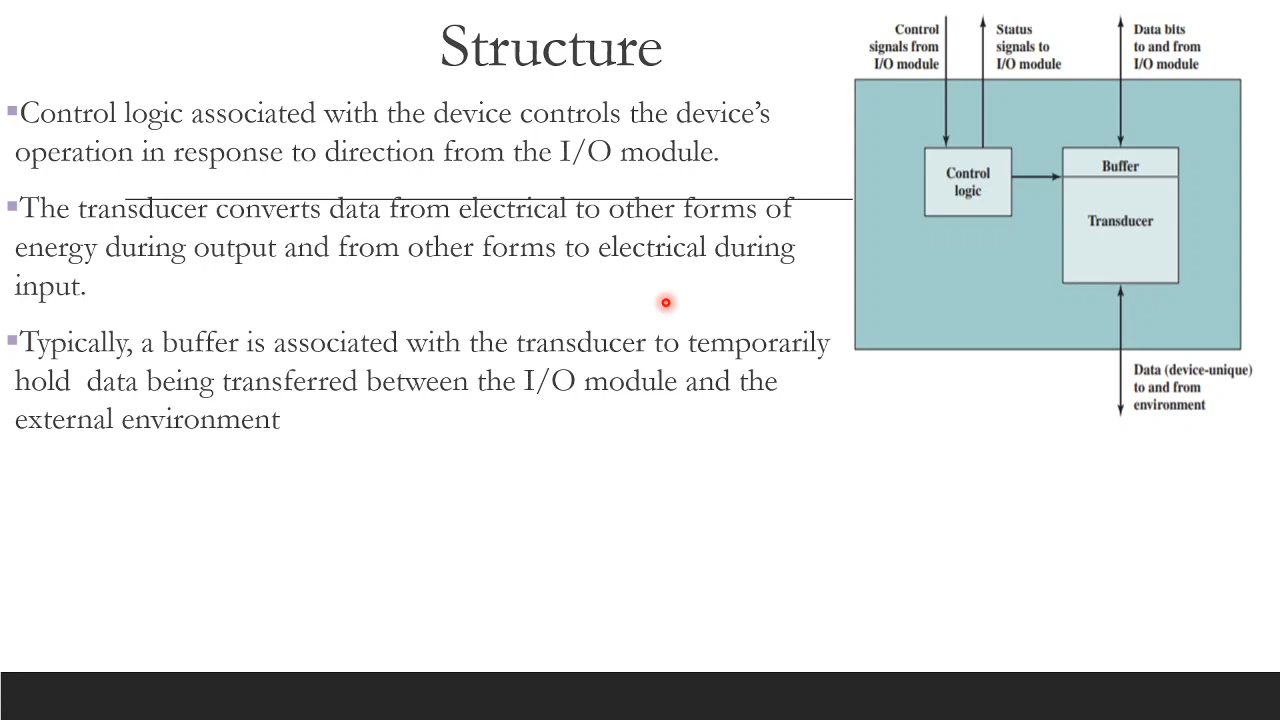 Structure
▪Control logic associated with the device controls the device’s
operation in response to direction from the I/O module.
▪The transducer converts data from electrical to other forms of
energy during output and from other forms to electrical during
input.
▪Typically, a buffer is associated with the transducer to temporarily
hold  data being transferred between the I/O module and the
external environment
Control
signals from
I/O module
Status
signals to
I/O module
Data bits
to and from
I/O module
Control
logic
Buffer
Transducer
Data (device-unique)
to and from
environment